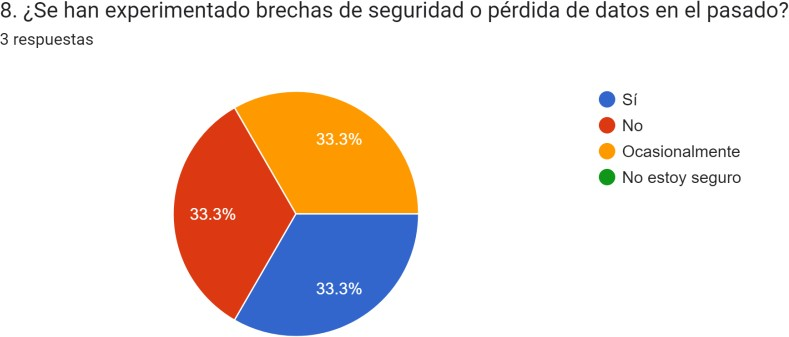 8. ¿Se han experimentado brechas de seguridad o pérdida de datos en el pasado?
3 respuestas
33.3%
33.3%
33.3%
Sí
No
Ocasionalmente
No estoy seguro